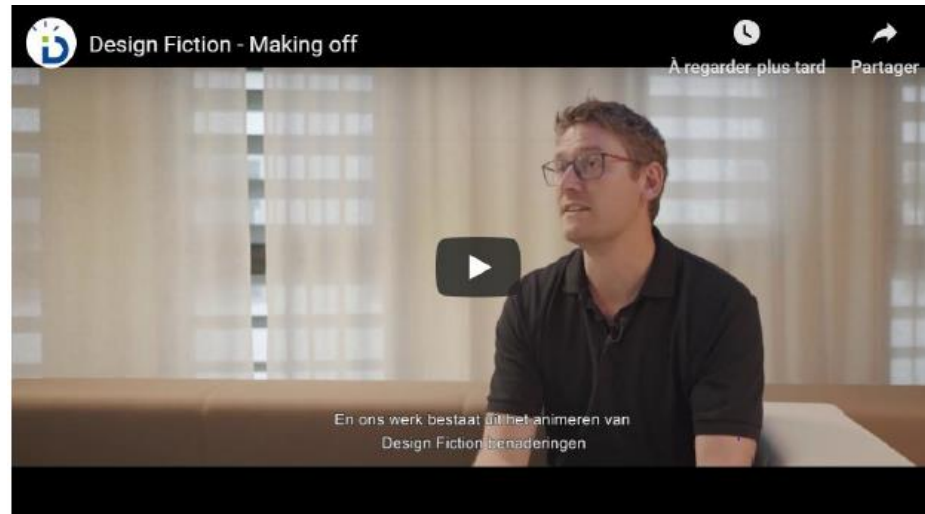 Design Fiction - Making off
À regarder plus tard
Partager
En ons werk bestaat uit het animeren van
Design Fiction benaderingen